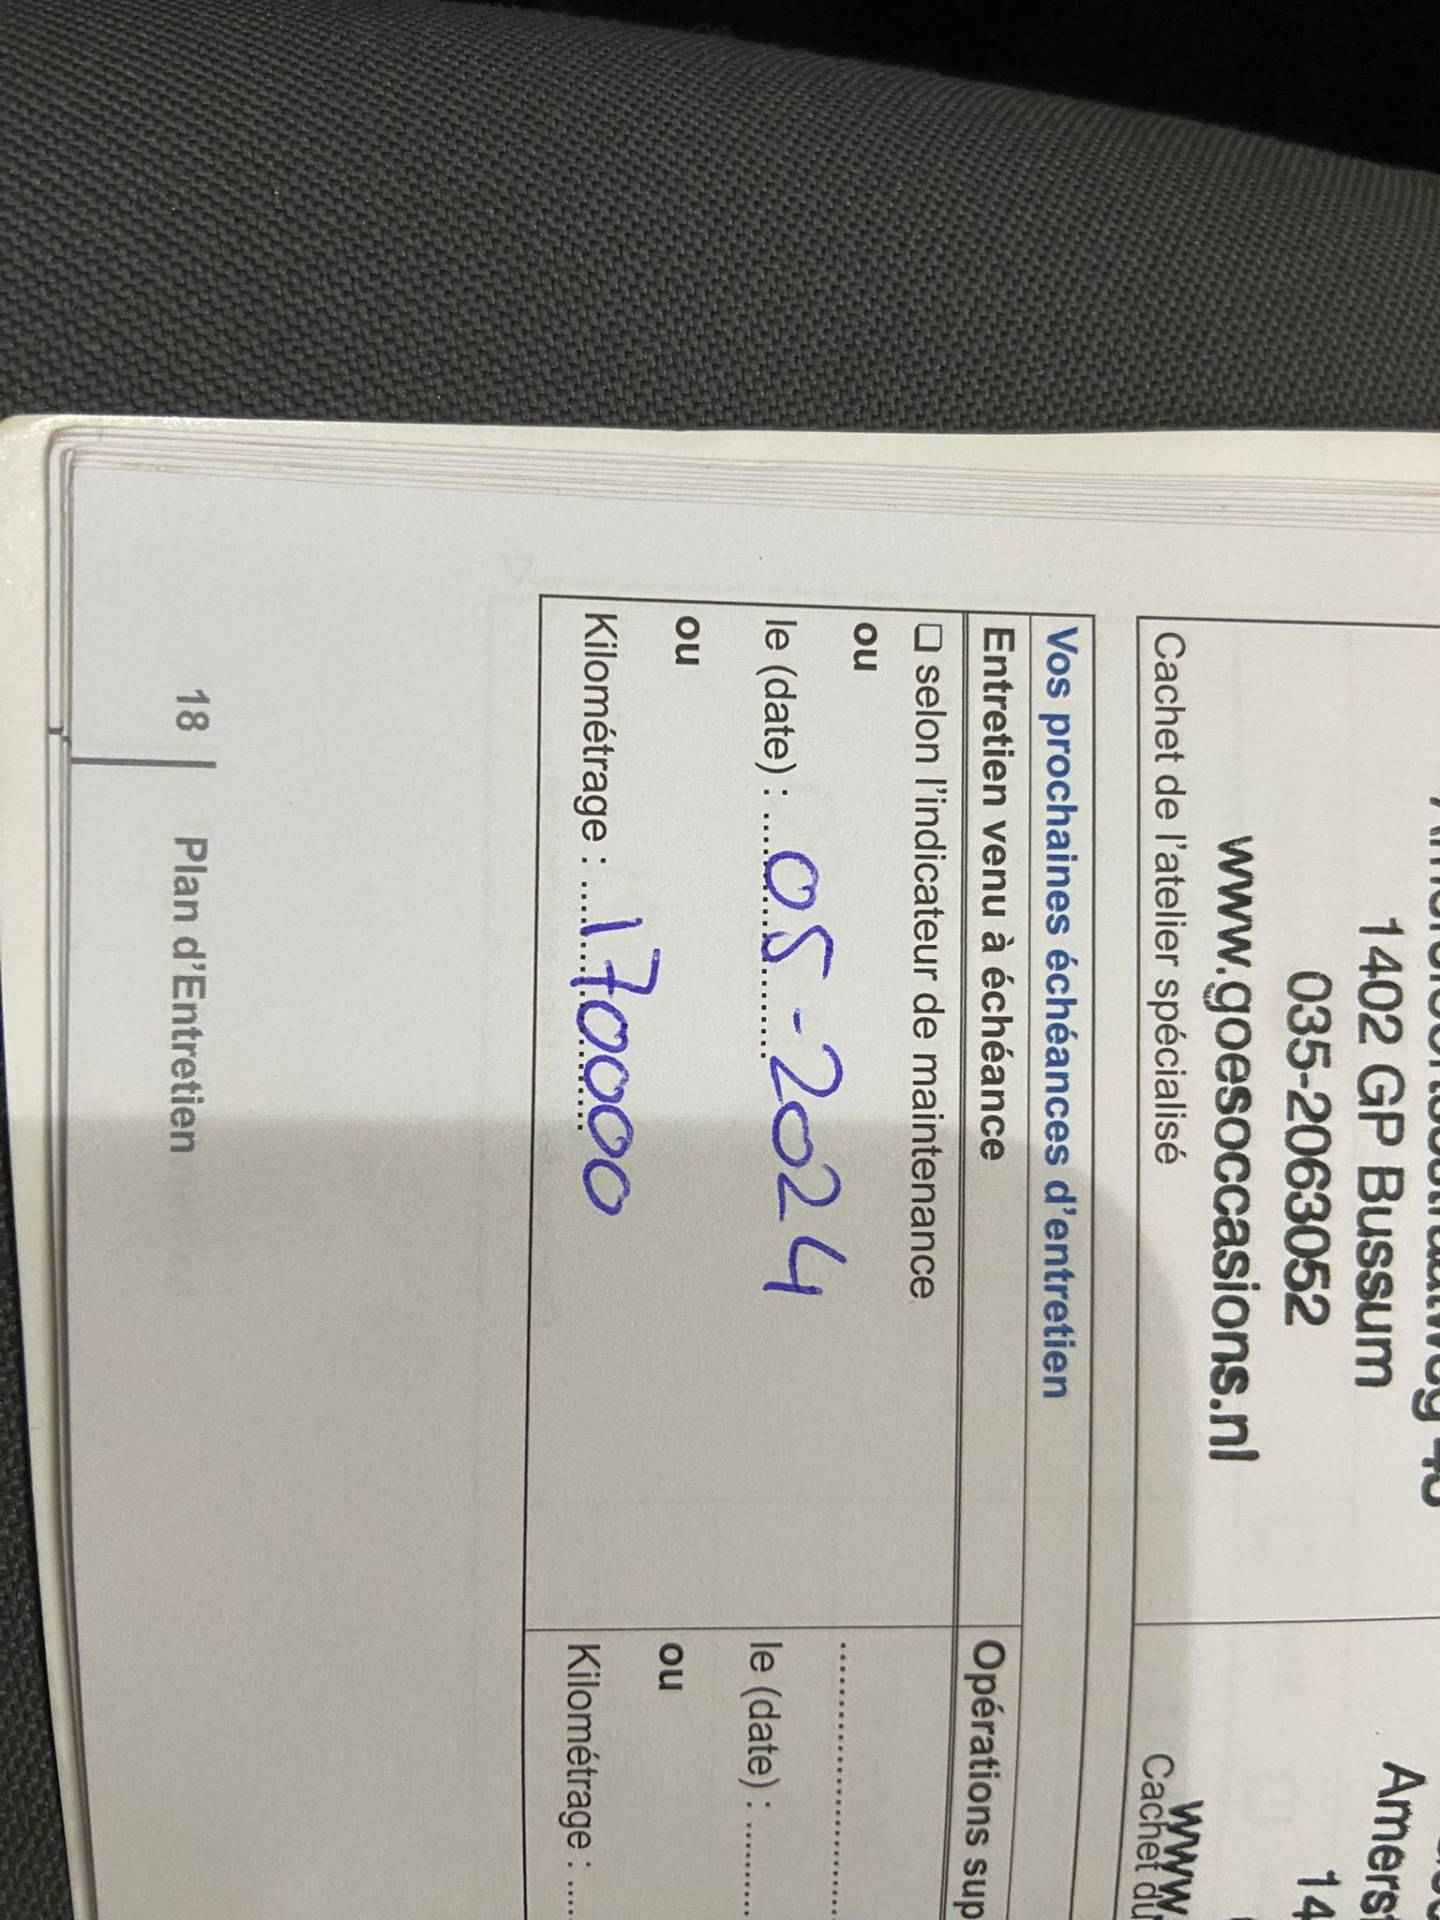 1402 GP Bussum
035-2063052
www.goesoccasions.nl
Cachet de l'atelier spécialisé
Amers
14
www.
Cachet du
Vos prochaines échéances d'entretien
Entretien venu à échéance
❏ selon l'indicateur de maintenance
ou
le (date) : 05-2024
ou
Kilométrage : 170000
Opérations sup
le (date) :
ou
Kilométrage :
18 Plan d'Entretien